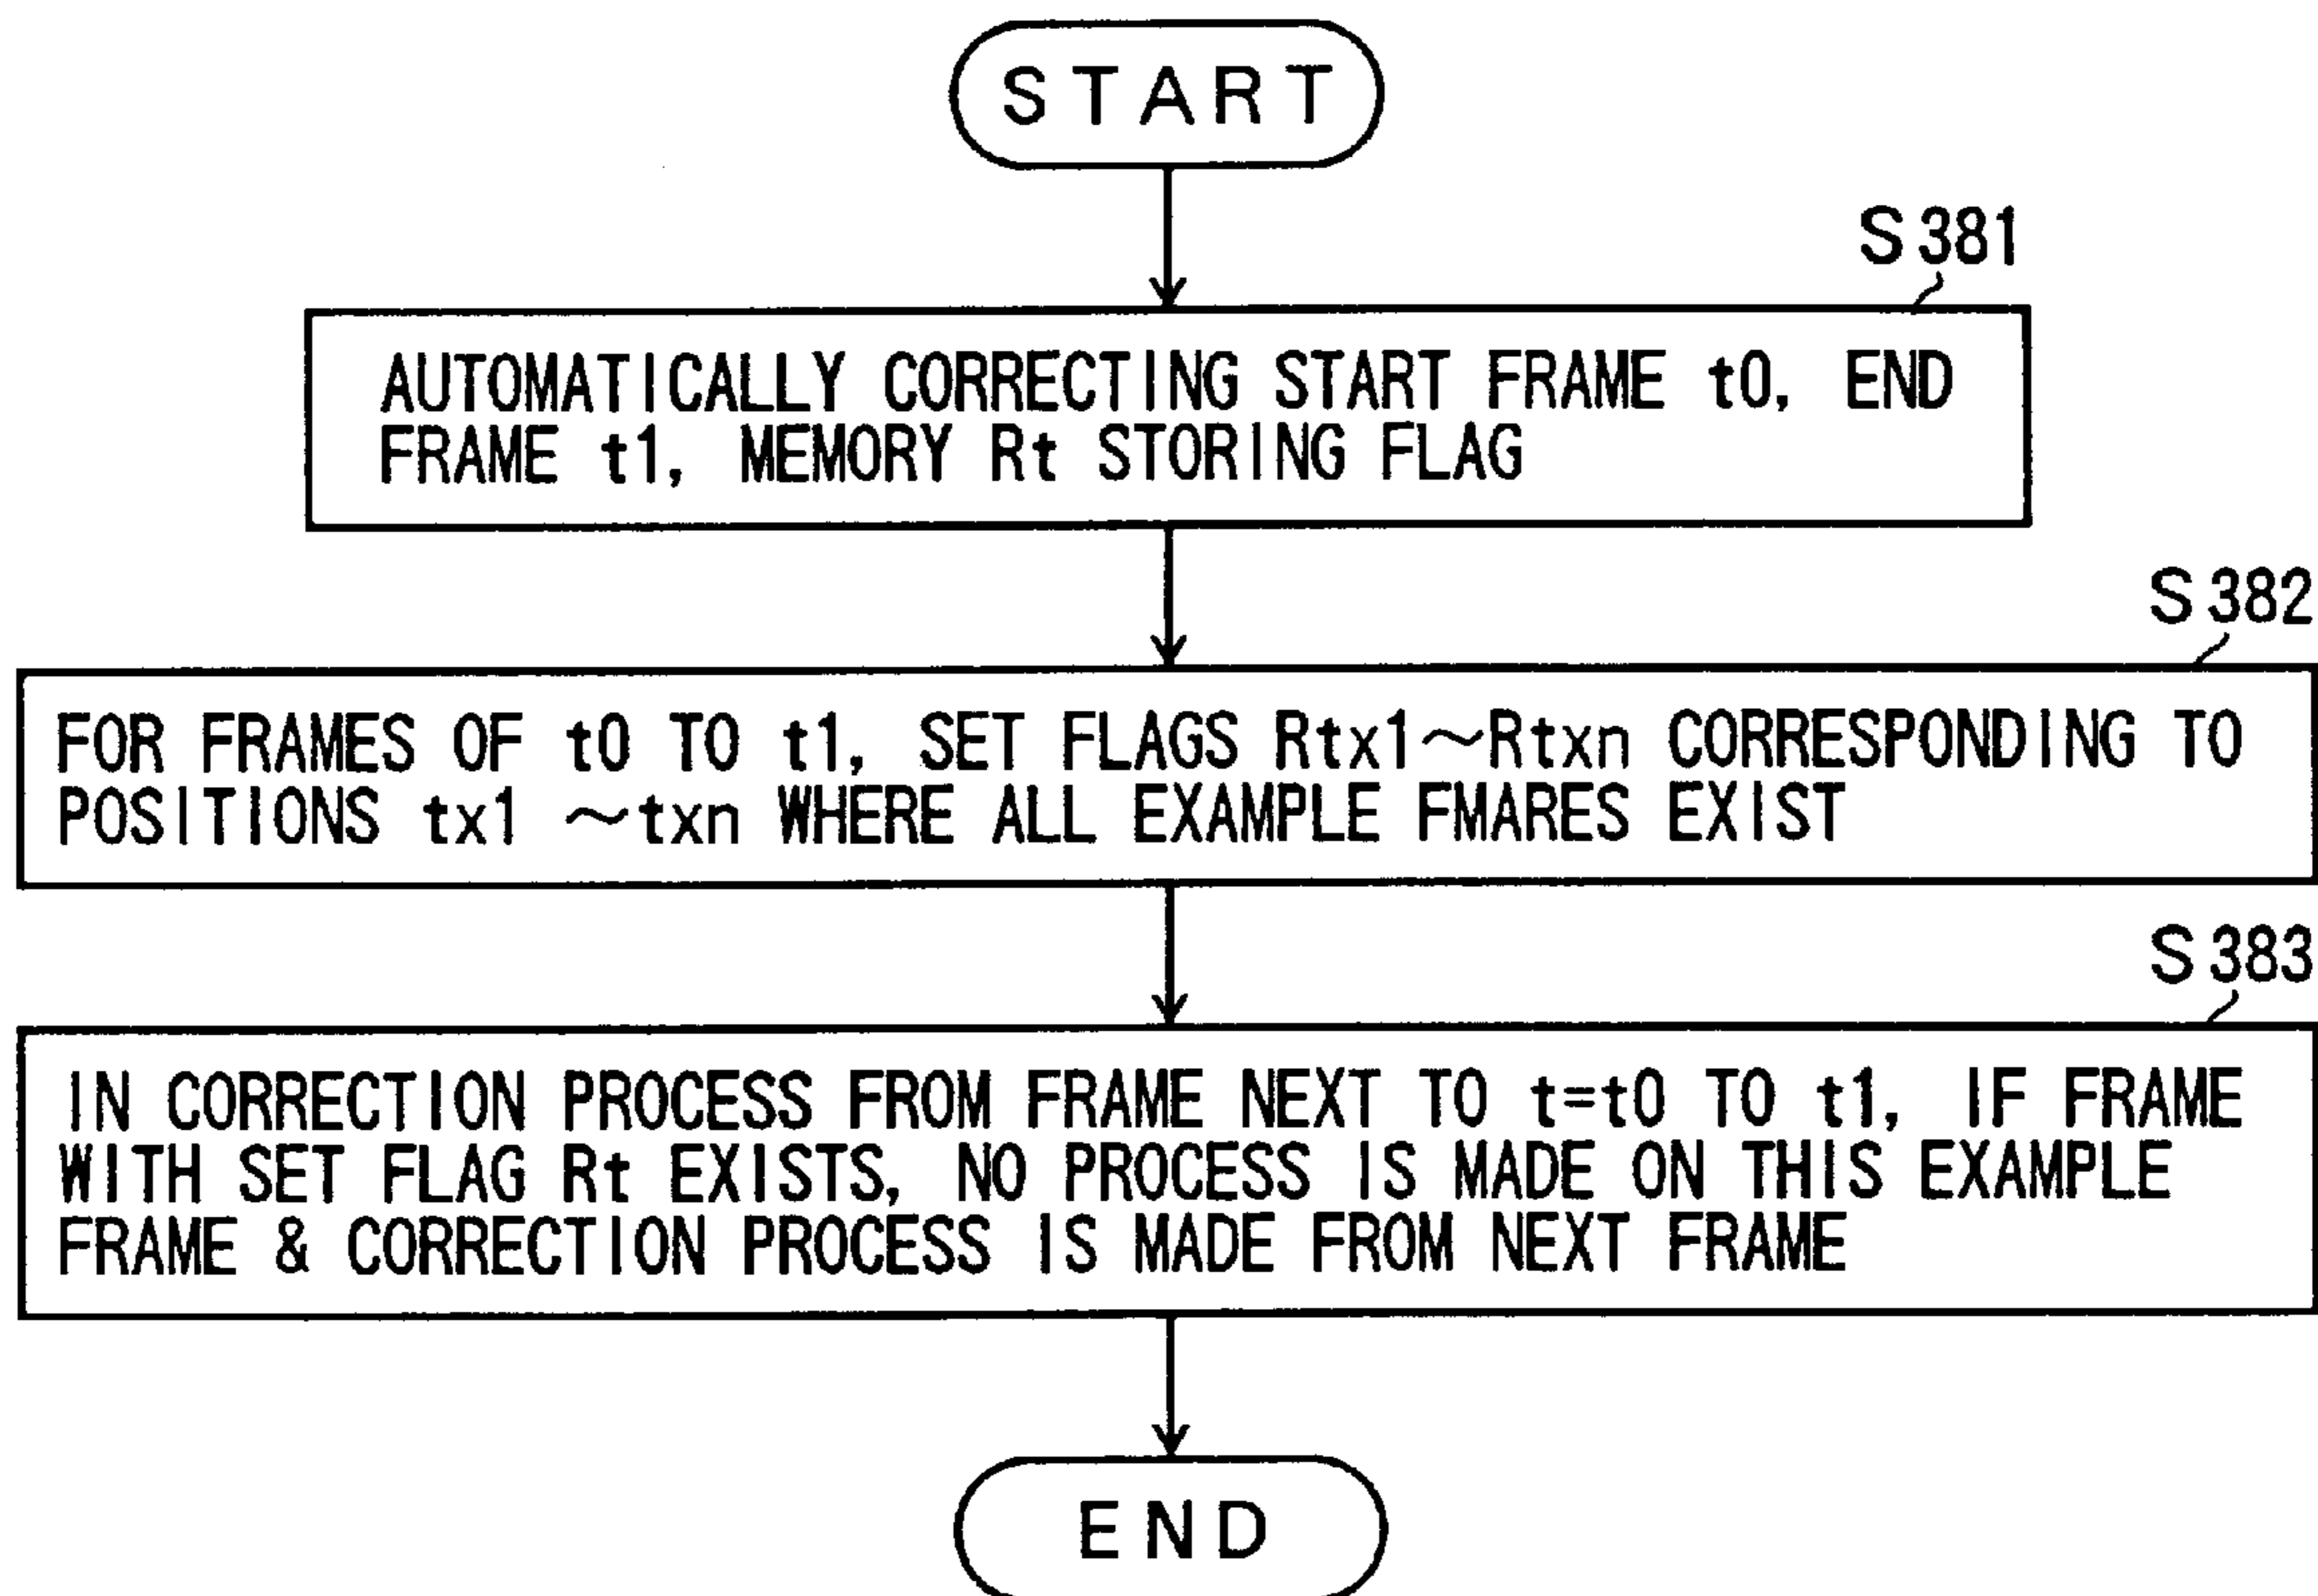 START
S381
AUTOMATICALLY CORRECTING START FRAME t0, END
FRAME t1, MEMORY Rt STORING FLAG
S382
FOR FRAMES OF t0 TO t1, SET FLAGS Rtx1~Rtxn CORRESPONDING TO
POSITIONS tx1 ~txn WHERE ALL EXAMPLE FMARES EXIST
S383
IN CORRECTION PROCESS FROM FRAME NEXT TO t=t0 TO t1, IF FRAME
WITH SET FLAG Rt EXISTS, NO PROCESS IS MADE ON THIS EXAMPLE
FRAME & CORRECTION PROCESS IS MADE FROM NEXT FRAME
END